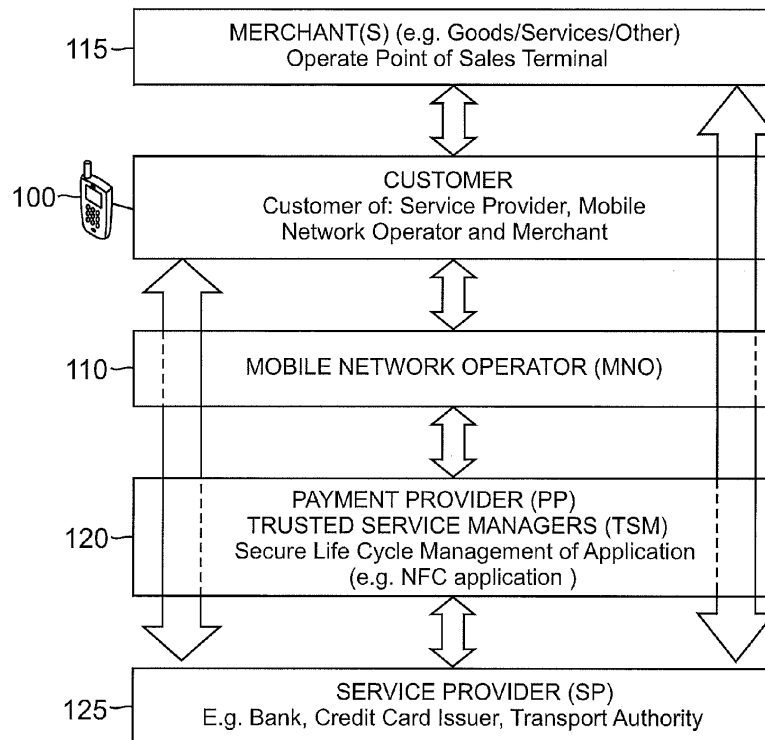 115
MERCHANT(S) (e.g. Goods/Services/Other)
Operate Point of Sales Terminal
100
CUSTOMER
Customer of: Service Provider, Mobile
Network Operator and Merchant
110
MOBILE NETWORK OPERATOR (MNO)
120
PAYMENT PROVIDER (PP)
TRUSTED SERVICE MANAGERS (TSM)
Secure Life Cycle Management of Application
(e.g. NFC application )
125
SERVICE PROVIDER (SP)
E.g. Bank, Credit Card Issuer, Transport Authority